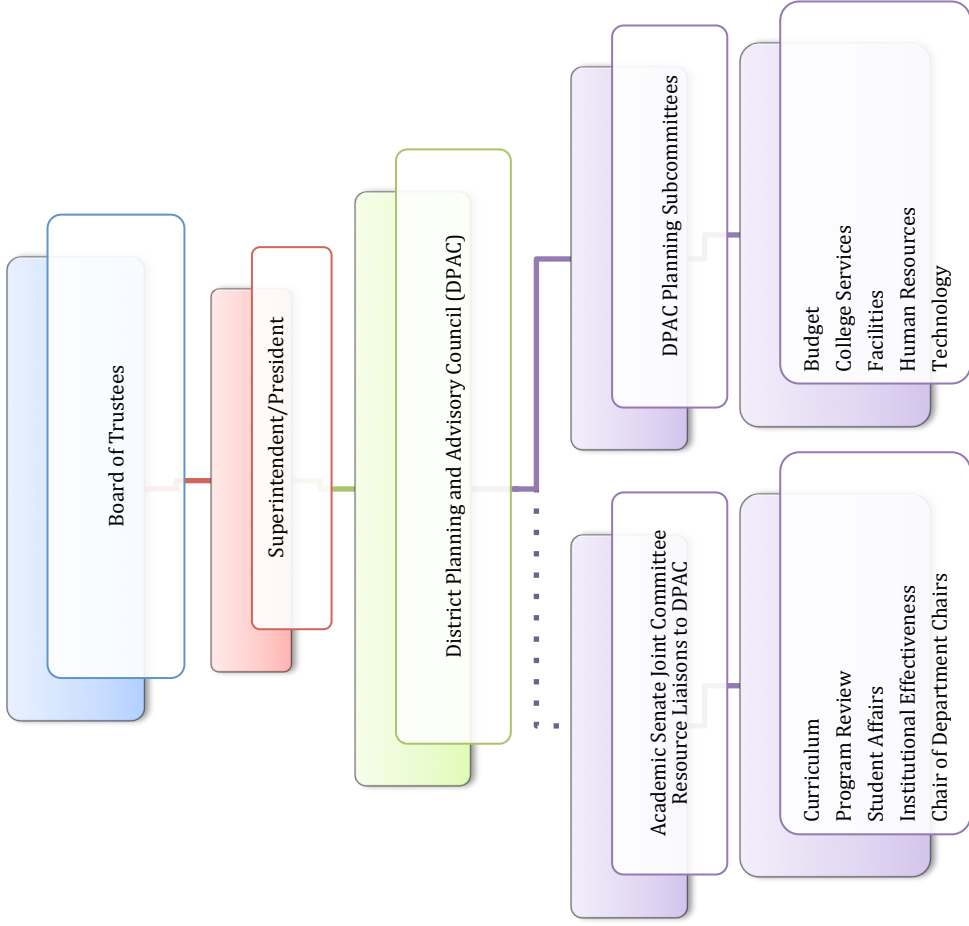 Board of Trustees
Superintendent/President
District Planning and Advisory Council (DPAC)
Academic Senate Joint Committee
Resource Liaisons to DPAC
Curriculum
Program Review
Student Affairs
Institutional Effectiveness
Chair of Department Chairs
DPAC Planning Subcommittees
Budget
College Services
Facilities
Human Resources
Technology